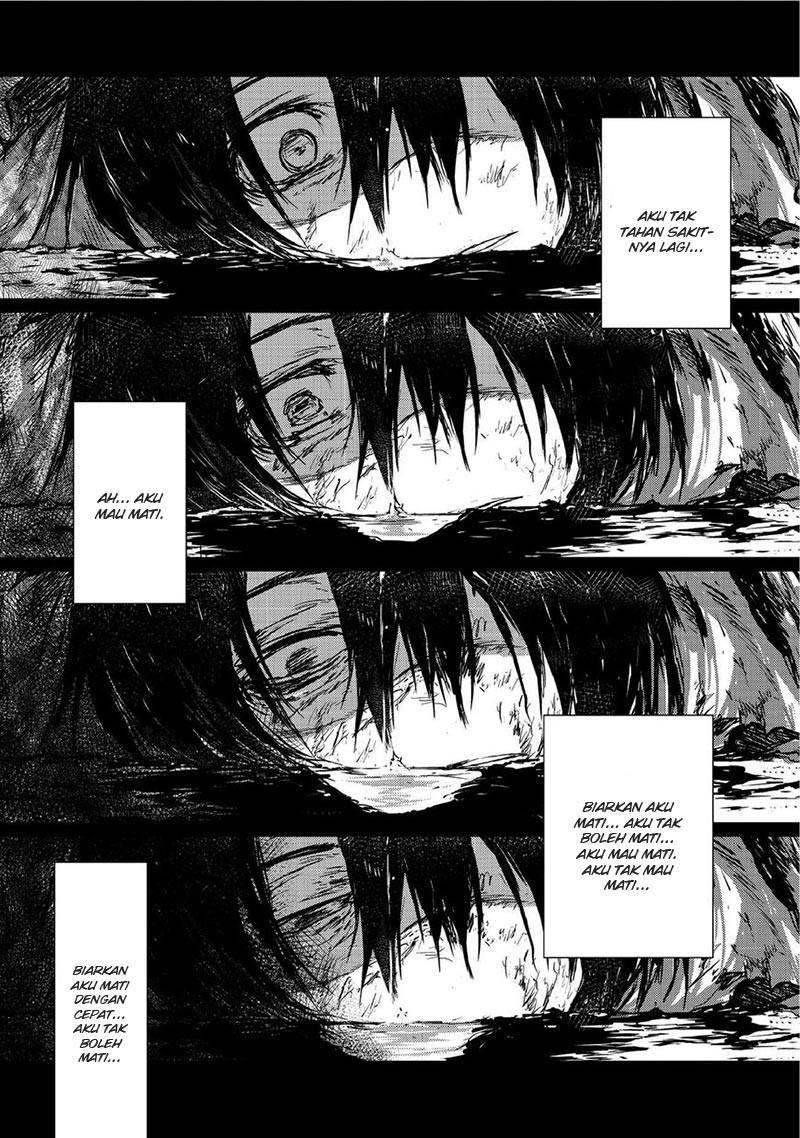 AKU TAK
TAHAN SAKIT-
NYA LAGI...
AH... AKU
MAU MATI.
BIARKAN AKU
MATI... AKU TAK
BOLEH MATI...
AKU MAU MATI.
AKU TAK MAU
MATI...
BIARKAN
AKU MATI
DENGAN
CEPAT...
AKU TAK
BOLEH
MATI...